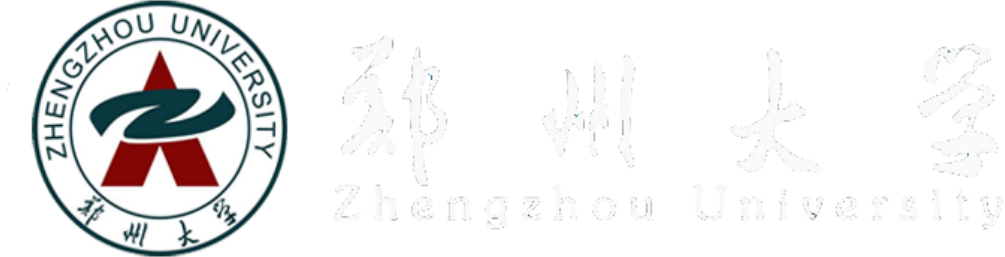 ZHENGZHOU UNIVERSITY
郑州大学
郑州大学
Zhengzhou University